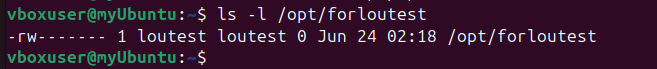 vboxuser@myUbuntu:~$ ls -l /opt/forloutest
-rw------- 1 loutest loutest 0 Jun 24 02:18 /opt/forloutest
vboxuser@myUbuntu:~$